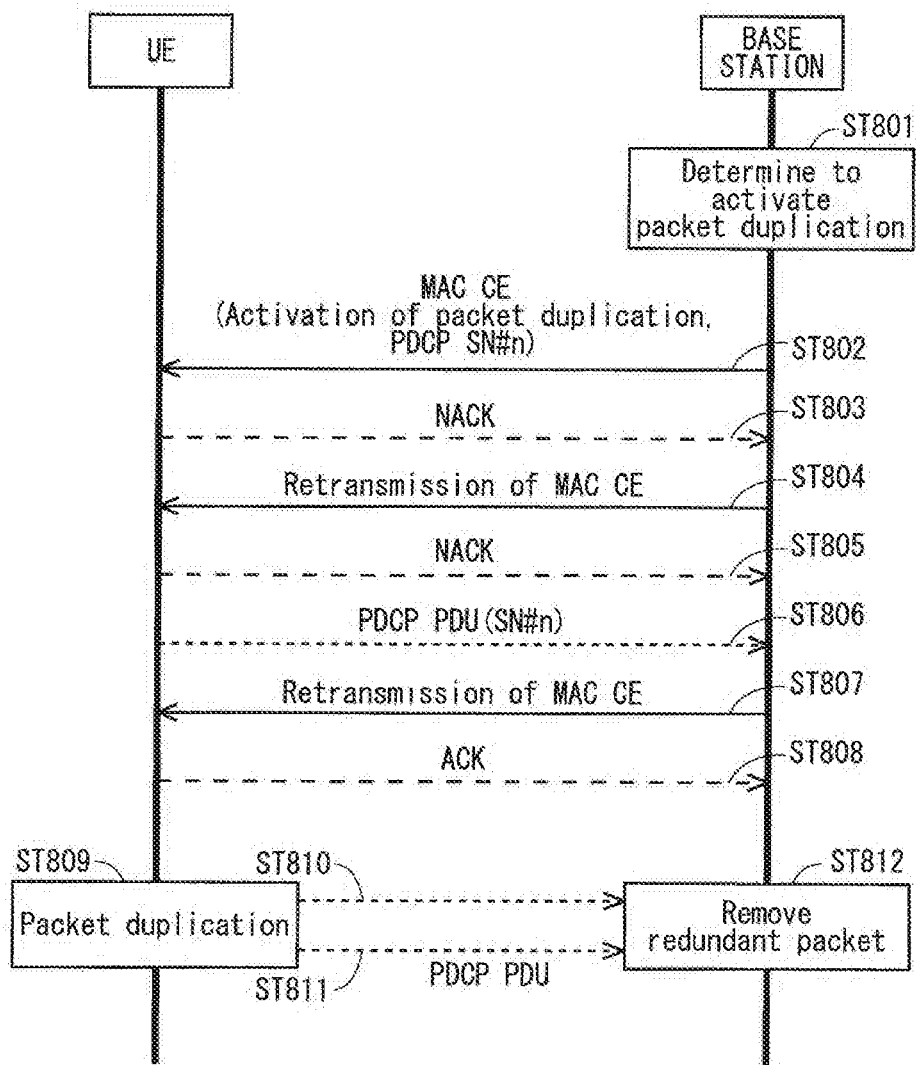 UE
BASE
STATION
ST801
Determine to
activate
packet duplication
MAC CE
(Activation of packet duplication,
PDCP SN#n)
ST802
NACK
ST803
Retransmission of MAC CE
ST804
NACK
ST805
PDCP PDU(SN#n)
ST806
Retransmission of MAC CE
ST807
ACK
ST808
ST809
ST810
ST812
Packet duplication
Remove
redundant packet
ST811
PDCP PDU